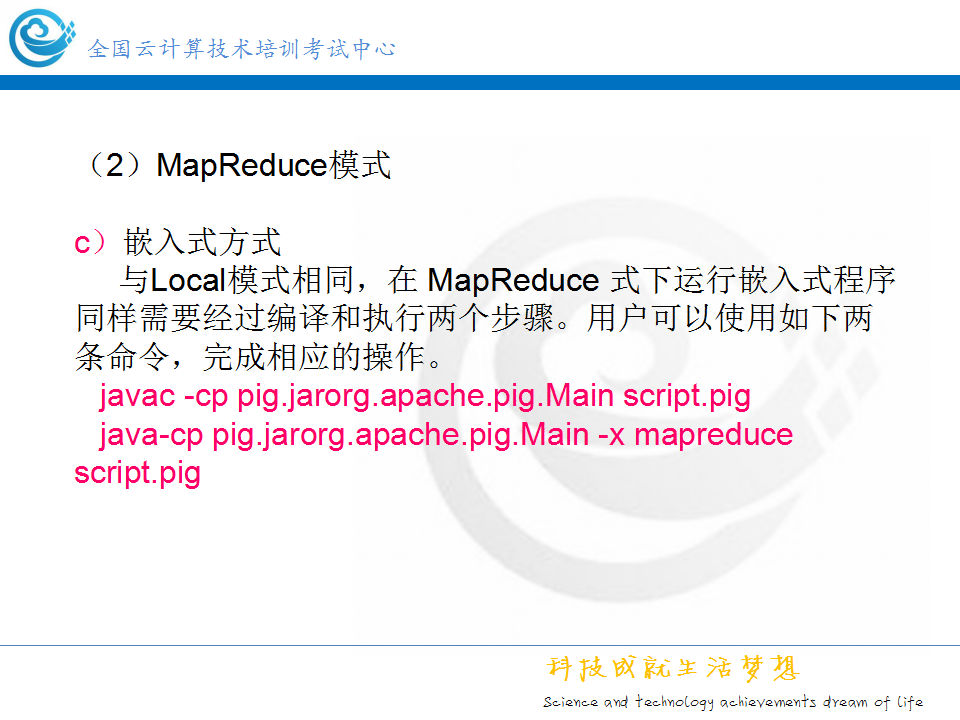 全国云计算技术培训考试中心
（2）MapReduce模式
c）嵌入式方式
与Local模式相同，在 MapReduce 式下运行嵌入式程序
同样需要经过编译和执行两个步骤。用户可以使用如下两
条命令，完成相应的操作。
javac -cp pig.jarorg.apache.pig.Main script.pig
java-cp pig.jarorg.apache.pig.Main -x mapreduce
script.pig
科技成就生活梦想
Science and technology achievements dream of life